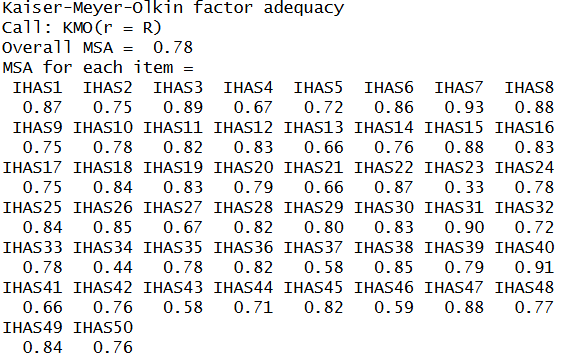 Kaiser-Meyer-Olkin factor adequacy
Call: KMO(r = R)
Overall MSA =  0.78
MSA for each item =
 IHAS1  IHAS2  IHAS3  IHAS4  IHAS5  IHAS6  IHAS7  IHAS8
  0.87   0.75   0.89   0.67   0.72   0.86   0.93   0.88
 IHAS9 IHAS10 IHAS11 IHAS12 IHAS13 IHAS14 IHAS15 IHAS16
  0.75   0.78   0.82   0.83   0.66   0.76   0.88   0.83
IHAS17 IHAS18 IHAS19 IHAS20 IHAS21 IHAS22 IHAS23 IHAS24
  0.75   0.84   0.83   0.79   0.66   0.87   0.33   0.78
IHAS25 IHAS26 IHAS27 IHAS28 IHAS29 IHAS30 IHAS31 IHAS32
  0.84   0.85   0.67   0.82   0.80   0.83   0.90   0.72
IHAS33 IHAS34 IHAS35 IHAS36 IHAS37 IHAS38 IHAS39 IHAS40
  0.78   0.44   0.78   0.82   0.58   0.85   0.79   0.91
IHAS41 IHAS42 IHAS43 IHAS44 IHAS45 IHAS46 IHAS47 IHAS48
  0.66   0.76   0.58   0.71   0.82   0.59   0.88   0.77
IHAS49 IHAS50
  0.84   0.76